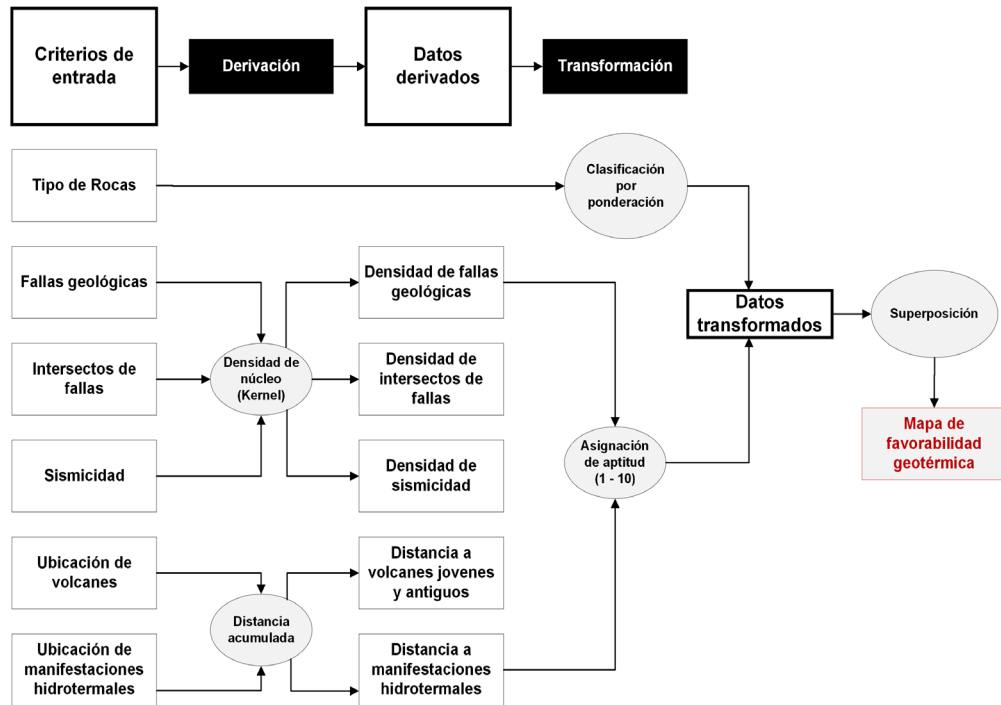 Criterios de
entrada
Derivación
Datos
derivados
Transformación
Tipo de Rocas
Clasificación
por
ponderación
Fallas geológicas
Densidad de fallas
geológicas
Datos
transformados
Superposición
Intersectos de
fallas
Densidad de
núcleo
(Kernel)
Densidad de
intersectos de
fallas
Mapa de
favorabilidad
geotérmica
Sismicidad
Densidad de
sismicidad
Asignación
de aptitud
(1 - 10)
Ubicación de
volcanes
Distancia a
volcanes jovenes
y antiguos
Distancia
acumulada
Ubicación de
manifestaciones
hidrotermales
Distancia a
manifestaciones
hidrotermales